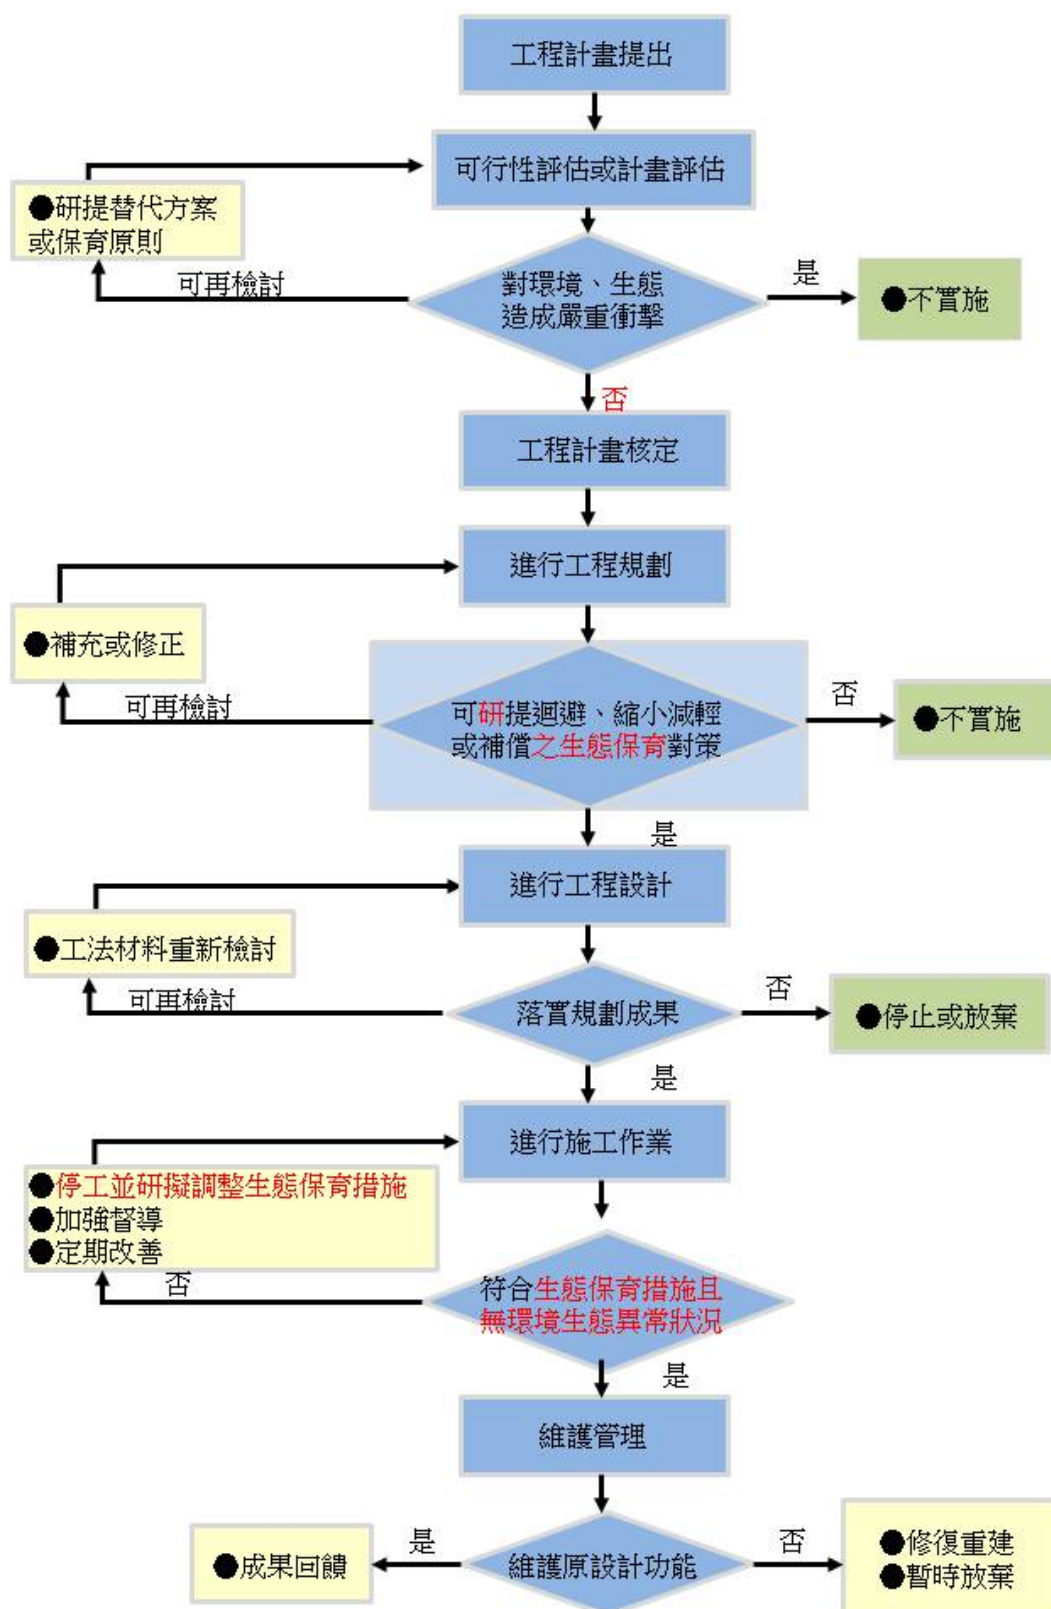 工程計畫提出
可行性評估或計畫評估
●研提替代方案
或保育原則
可再檢討
對環境、生態
造成嚴重衝擊
是
●不實施
否
工程計畫核定
進行工程規劃
●補充或修正
可再檢討
可研提迴避、縮小減輕
或補償之生態保育對策
否
●不實施
是
進行工程設計
●工法材料重新檢討
可再檢討
落實規劃成果
否
●停止或放棄
是
進行施工作業
●停工並研擬調整生態保育措施
●加強督導
●定期改善
否
符合生態保育措施且
無環境生態異常狀況
是
維護管理
●成果回饋
是
維護原設計功能
否
●修復重建
●暫時放棄